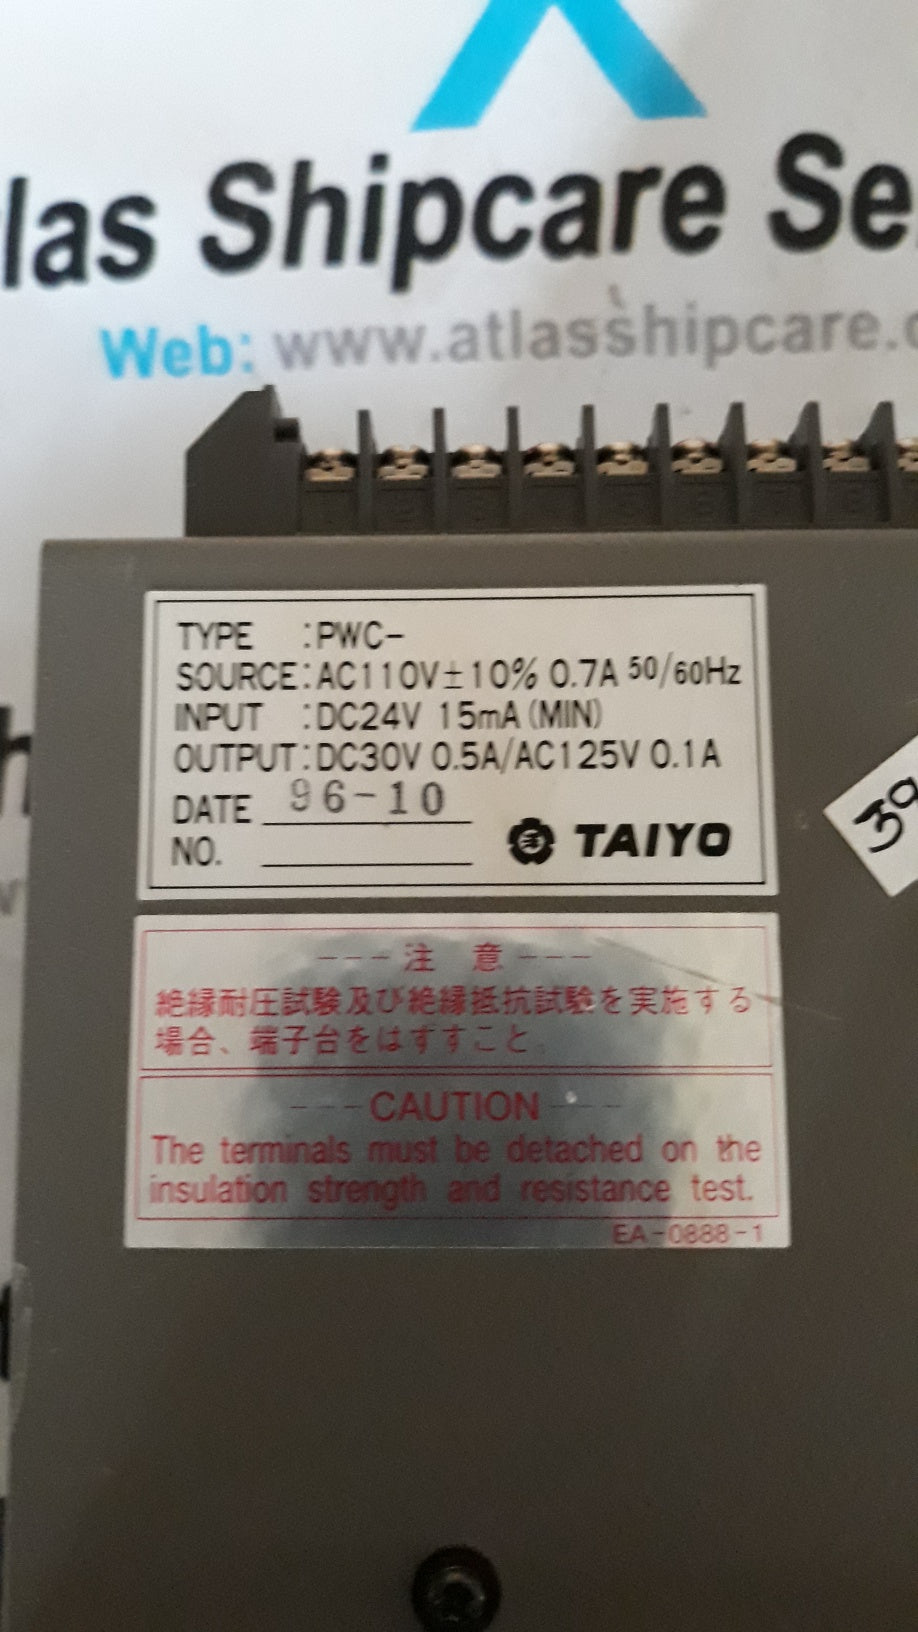 las Shipcare Se
Web: www.atlasshipcare.c
TYPE :PWC-
SOURCE:AC110V±10% 0.7A 50/60Hz
INPUT :DC24V 15mA(MIN)
OUTPUT:DC30V 0.5A/AC125V 0.1A
DATE 96-10
NO.
TAIYO
39
---注 意---
絶縁耐圧試験及び絶縁抵抗試験を実施する
場合、端子台をはずすこと。
---CAUTION---
The terminals must be detached on the
insulation strength and resistance test.
EA-0888-1